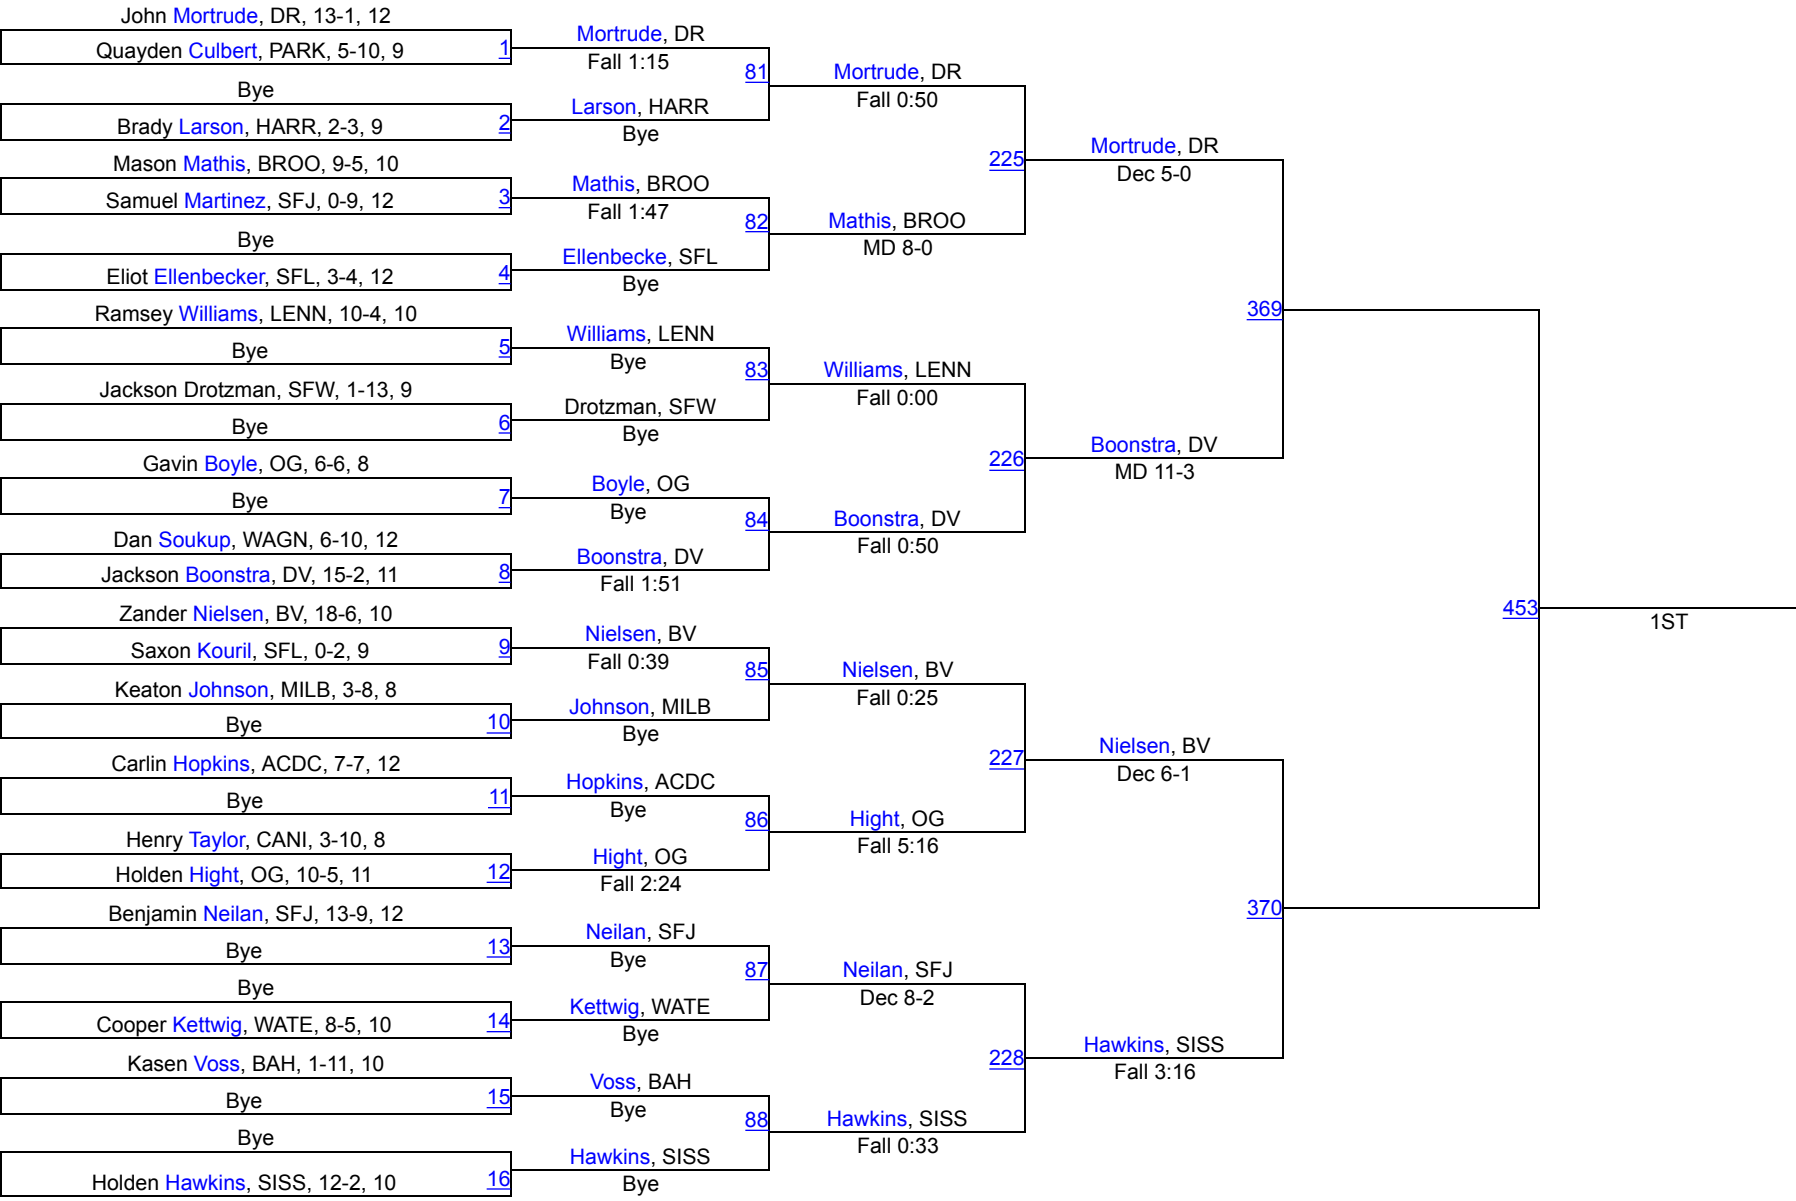 John Mortrude, DR, 13-1, 12
Quayden Culbert, PARK, 5-10, 9
1
Bye
Brady Larson, HARR, 2-3, 9
2
Mason Mathis, BROO, 9-5, 10
Samuel Martinez, SFJ, 0-9, 12
3
Bye
Eliot Ellenbecker, SFL, 3-4, 12
4
Ramsey Williams, LENN, 10-4, 10
Bye
5
Jackson Drotzman, SFW, 1-13, 9
Bye
6
Gavin Boyle, OG, 6-6, 8
Bye
7
Dan Soukup, WAGN, 6-10, 12
Jackson Boonstra, DV, 15-2, 11
8
Zander Nielsen, BV, 18-6, 10
Saxon Kouril, SFL, 0-2, 9
9
Keaton Johnson, MILB, 3-8, 8
Bye
10
Carlin Hopkins, ACDC, 7-7, 12
Bye
11
Henry Taylor, CANI, 3-10, 8
Holden Hight, OG, 10-5, 11
12
Benjamin Neilan, SFJ, 13-9, 12
Bye
13
Bye
Cooper Kettwig, WATE, 8-5, 10
14
Kasen Voss, BAH, 1-11, 10
Bye
15
Bye
Holden Hawkins, SISS, 12-2, 10
16
Mortrude, DR
Fall 1:15
81
Larson, HARR
Bye
Mathis, BROO
Fall 1:47
82
Ellenbecke, SFL
Bye
Williams, LENN
Bye
83
Drotzman, SFW
Bye
Boyle, OG
Bye
84
Boonstra, DV
Fall 1:51
Nielsen, BV
Fall 0:39
85
Johnson, MILB
Bye
Hopkins, ACDC
Bye
86
Hight, OG
Fall 2:24
Neilan, SFJ
Bye
87
Kettwig, WATE
Bye
Voss, BAH
Bye
88
Hawkins, SISS
Bye
Mortrude, DR
Fall 0:50
225
Mathis, BROO
MD 8-0
Williams, LENN
Fall 0:00
226
Boonstra, DV
Fall 0:50
Nielsen, BV
Fall 0:25
227
Hight, OG
Fall 5:16
Neilan, SFJ
Dec 8-2
228
Hawkins, SISS
Fall 0:33
Mortrude, DR
Dec 5-0
369
Boonstra, DV
MD 11-3
Nielsen, BV
Dec 6-1
370
Hawkins, SISS
Fall 3:16
453
1ST